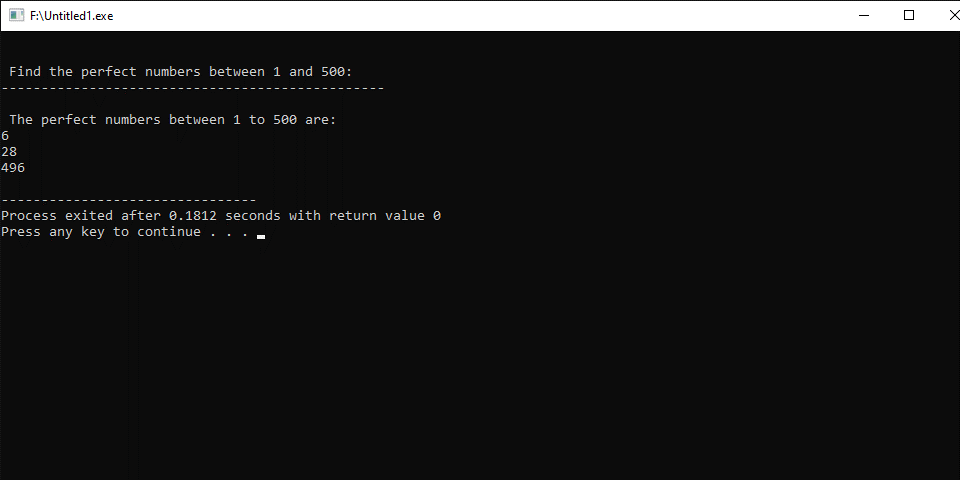 F:\Untitled1.exe
Find the perfect numbers between 1 and 500:
------------------------------------------------
The perfect numbers between 1 to 500 are:
6
28
496
--------------------------------
Process exited after 0.1812 seconds with return value 0
Press any key to continue . . .